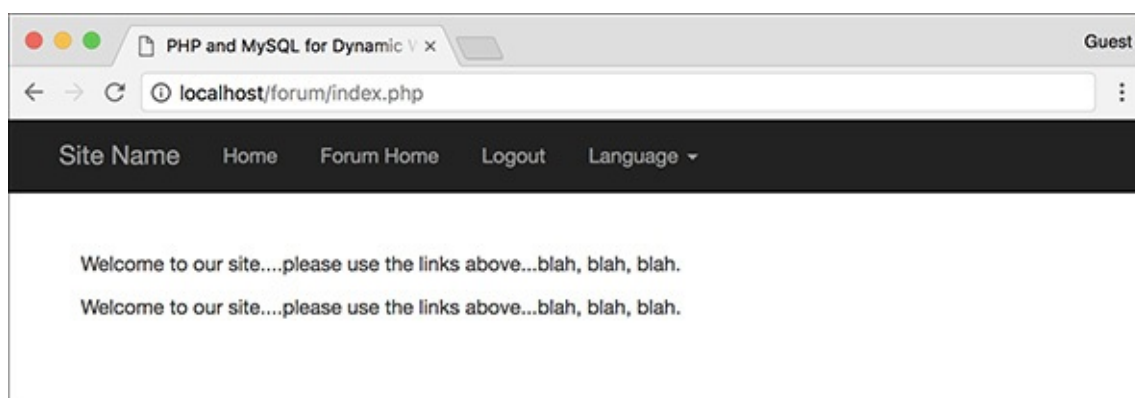 PHP and MySQL for Dynamic
Guest
localhost/forum/index.php
Site Name Home Forum Home Logout Language
Welcome to our site....please use the links above...blah, blah, blah.
Welcome to our site....please use the links above...blah, blah, blah.